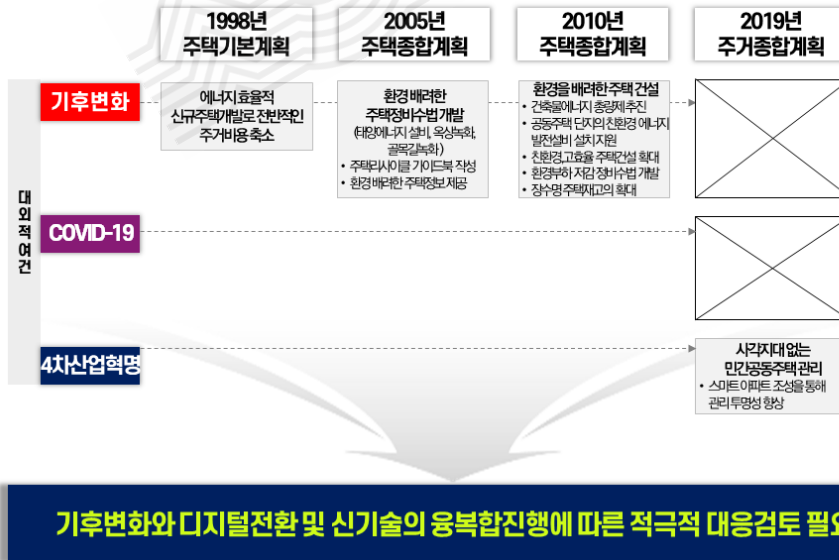 1998년
주택기본계획
2005년
주택종합계획
2010년
주택종합계획
2019년
주거종합계획
대외적여건
기후변화
에너지 효율적
신규주택개발로 전반적인
주거비용 축소
환경 배려한
주택정비수법 개발
(태양에너지 설비, 옥상녹화,
골목길녹화)
• 주택리사이클 가이드북 작성
• 환경 배려한 주택정보 제공
환경을 배려한 주택 건설
• 건축물에너지 총량제 추진
• 공동주택 단지의 친환경 에너지
발전설비 설치 지원
• 친환경,고효율 주택건설 확대
• 환경부하 저감 정비수법 개발
• 장수명 주택재고의 확대
COVID-19
4차산업혁명
사각지대 없는
민간공동주택 관리
• 스마트 아파트 조성을 통해
관리 투명성 향상
기후변화와 디지털전환 및 신기술의 융복합진행에 따른 적극적 대응검토 필요